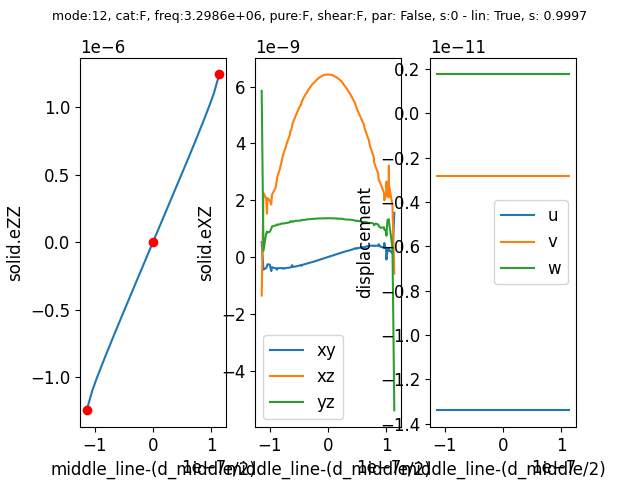 mode:12, cat:F, freq:3.2986e+06, pure:F, shear:F, par: False, s:0 - lin: True, s: 0.9997
1e−6
1.0
0.5
0.0
−0.5
−1.0
solid.eZZ
−1
0
1
1e−7
middle_line-(d_middle/2)
1e−9
6
4
2
0
−2
−4
solid.eXZ
xy
xz
yz
−1
0
1
1e−7
middle_line-(d_middle/2)
1e−11
0.2
0.0
−0.2
−0.4
−0.6
−0.8
−1.0
−1.2
−1.4
displacement
u
v
w
−1
0
1
1e−7
middle_line-(d_middle/2)